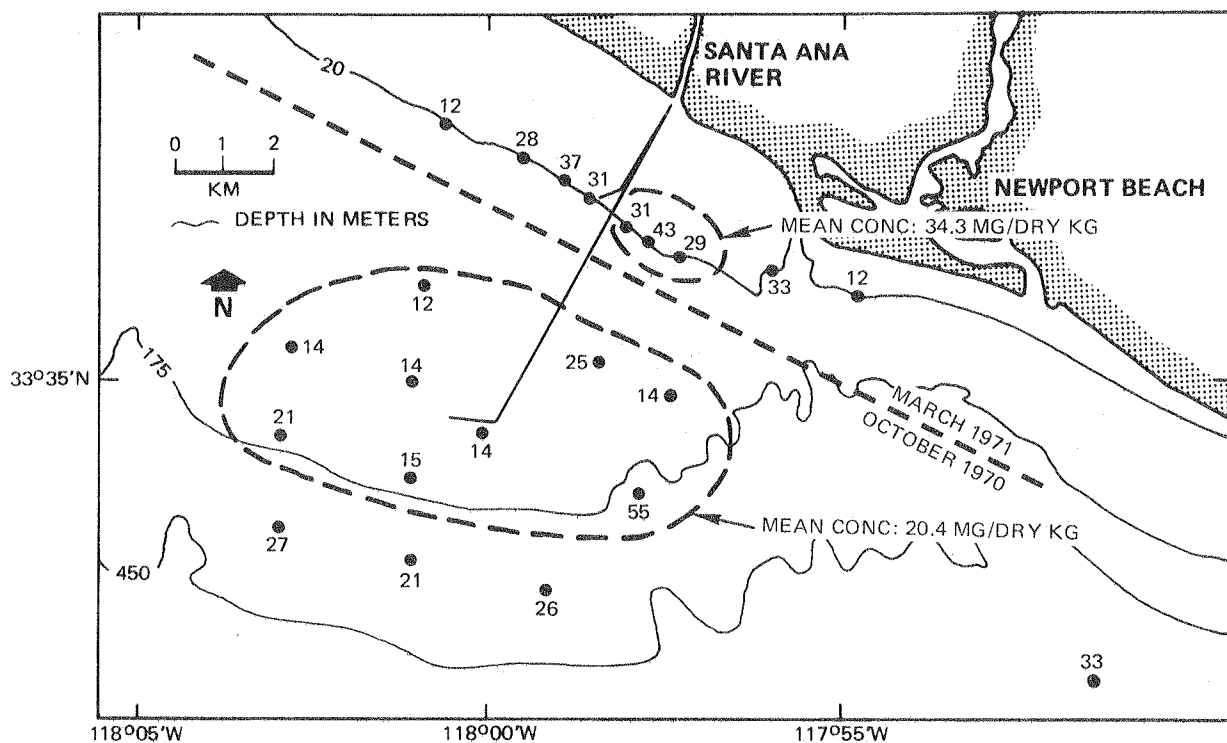 SANTA ANA
RIVER
20
12
28
0 1 2
KM
37
31
NEWPORT BEACH
DEPTH IN METERS
31
43
29
MEAN CONC: 34.3 MG/DRY KG
33
12
N
12
14
175
33°35'N
14
25
14
MARCH 1971
OCTOBER 1970
21
14
15
55
MEAN CONC: 20.4 MG/DRY KG
27
21
450
26
33
118°05'W
118°00'W
117°55'W